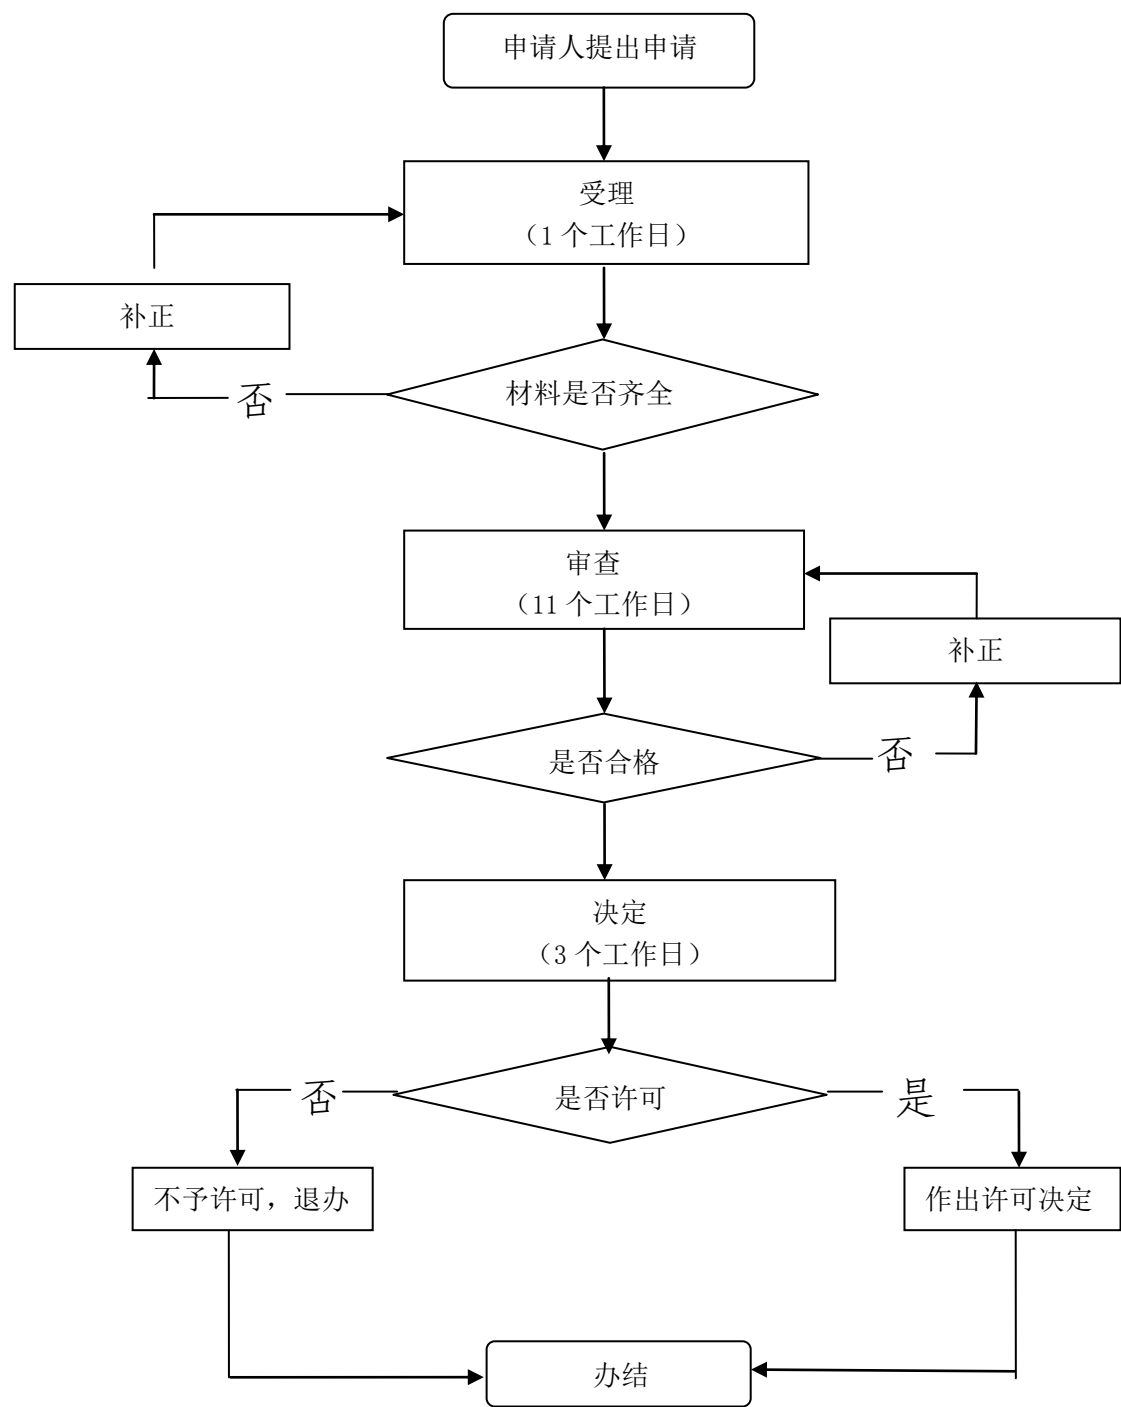 申请人提出申请
受理
（1 个工作日）
补正
材料是否齐全
否
审查
（11 个工作日）
补正
是否合格
否
决定
（3 个工作日）
否
是否许可
是
不予许可，退办
作出许可决定
办结